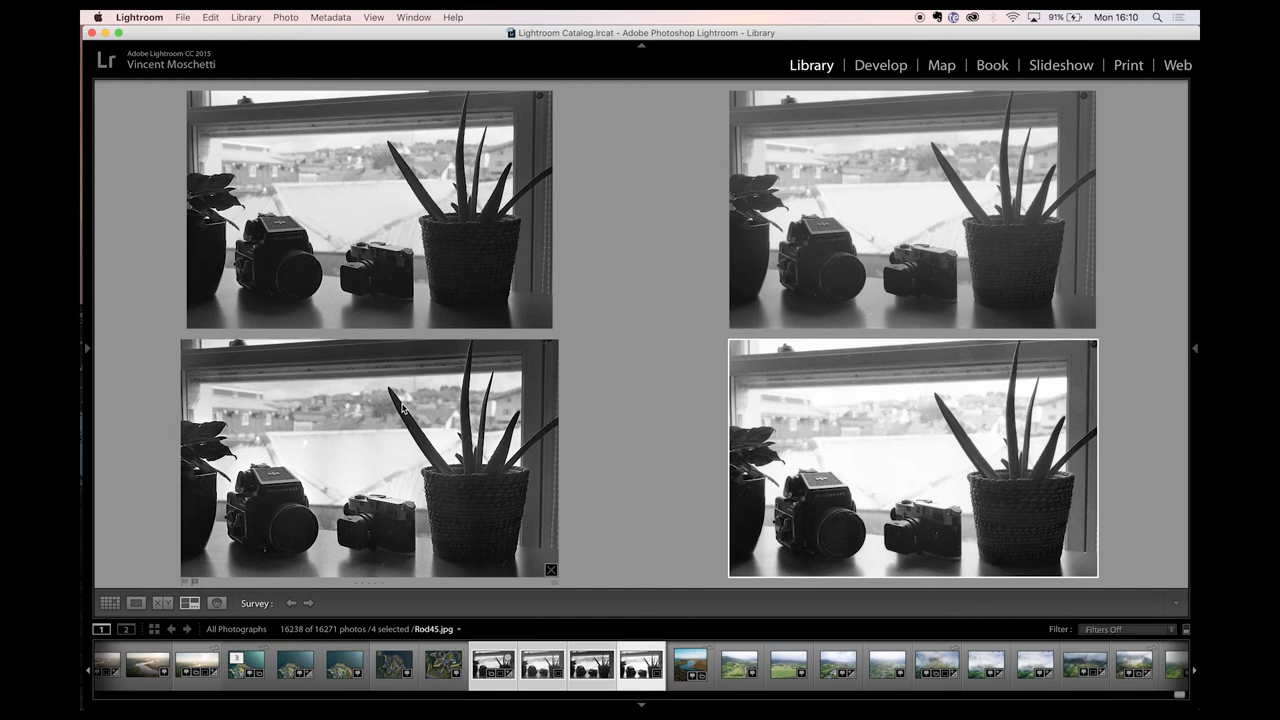 Lightroom File Edit Library Photo Metadata View Window Help 91% Mon 16:10
Lightroom Catalog.lrcat - Adobe Photoshop Lightroom - Library
Lr Adobe Lightroom CC 2015
Vincent Moschetti
Library | Develop | Map | Book | Slideshow | Print | Web
Survey :
1 2 All Photographs 16238 of 16271 photos /4 selected /Rod45.jpg Filter : Filters Off
3